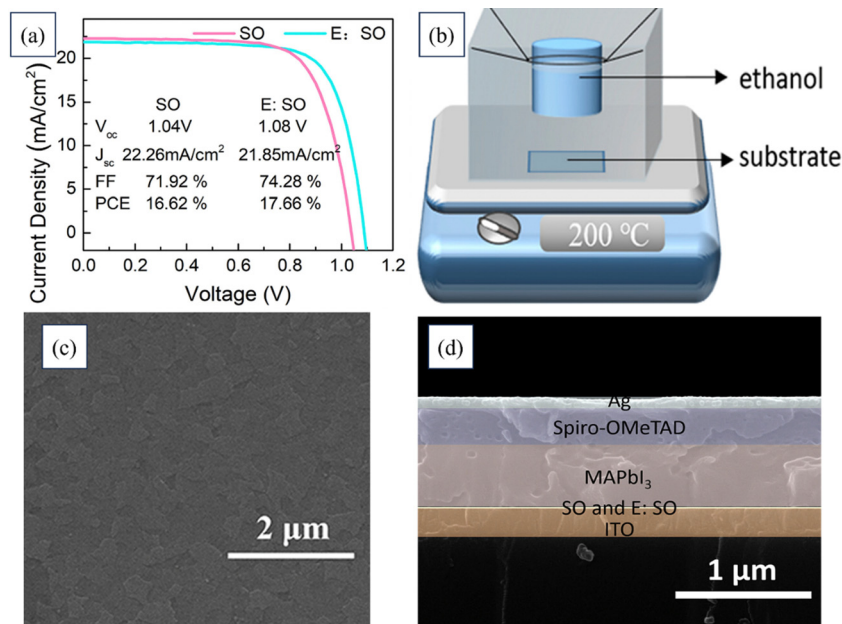 (a)
SO
E: SO
Current Density (mA/cm²)
20
15
10
5
0
SO
E: SO
V_oc
1.04V
1.08 V
J_sc
22.26mA/cm²
21.85mA/cm²
FF
71.92 %
74.28 %
PCE
16.62 %
17.66 %
0.0
0.2
0.4
0.6
0.8
1.0
1.2
Voltage (V)
(b)
ethanol
substrate
200 ℃
(c)
2 μm
(d)
Ag
Spiro-OMeTAD
MAPbI₃
SO and E: SO
ITO
1 μm